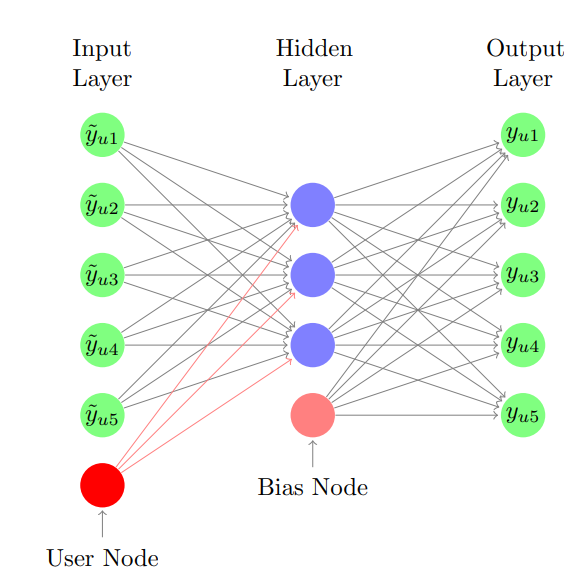 Input
Layer
Hidden
Layer
Output
Layer
ỹu1
ỹu2
ỹu3
ỹu4
ỹu5
yu1
yu2
yu3
yu4
yu5
Bias Node
User Node